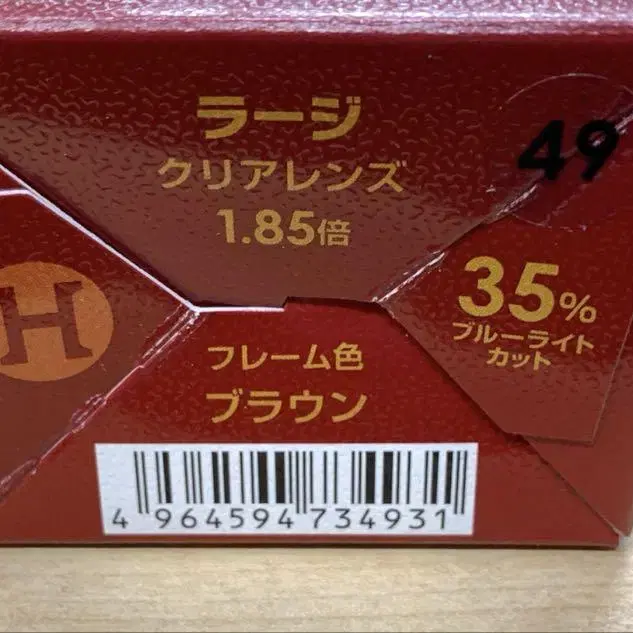 ラージ
クリアレンズ
1.85倍
49
35%
ブルーライト
カット
H
フレーム色
ブラウン
4 964594 734931